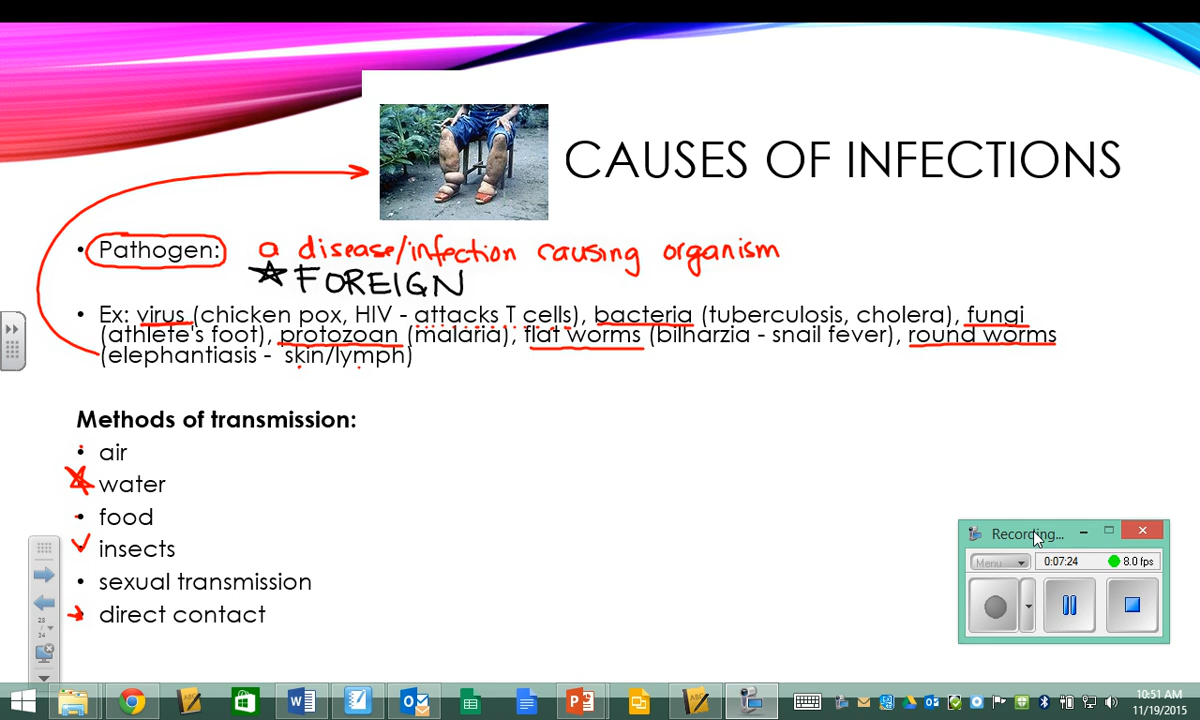 CAUSES OF INFECTIONS
• Pathogen: a disease/infection causing organism
FOREIGN
• Ex: virus (chicken pox, HIV - attacks T cells), bacteria (tuberculosis, cholera), fungi
(athlete's foot), protozoan (malaria), flat worms (bilharzia - snail fever), round worms
(elephantiasis - skin/lymph)
Methods of transmission:
• air
• water
• food
• insects
• sexual transmission
• direct contact
Recording...
Menu 0:07:24 8.0 fps
28
/
24
10:51 AM
11/19/2015